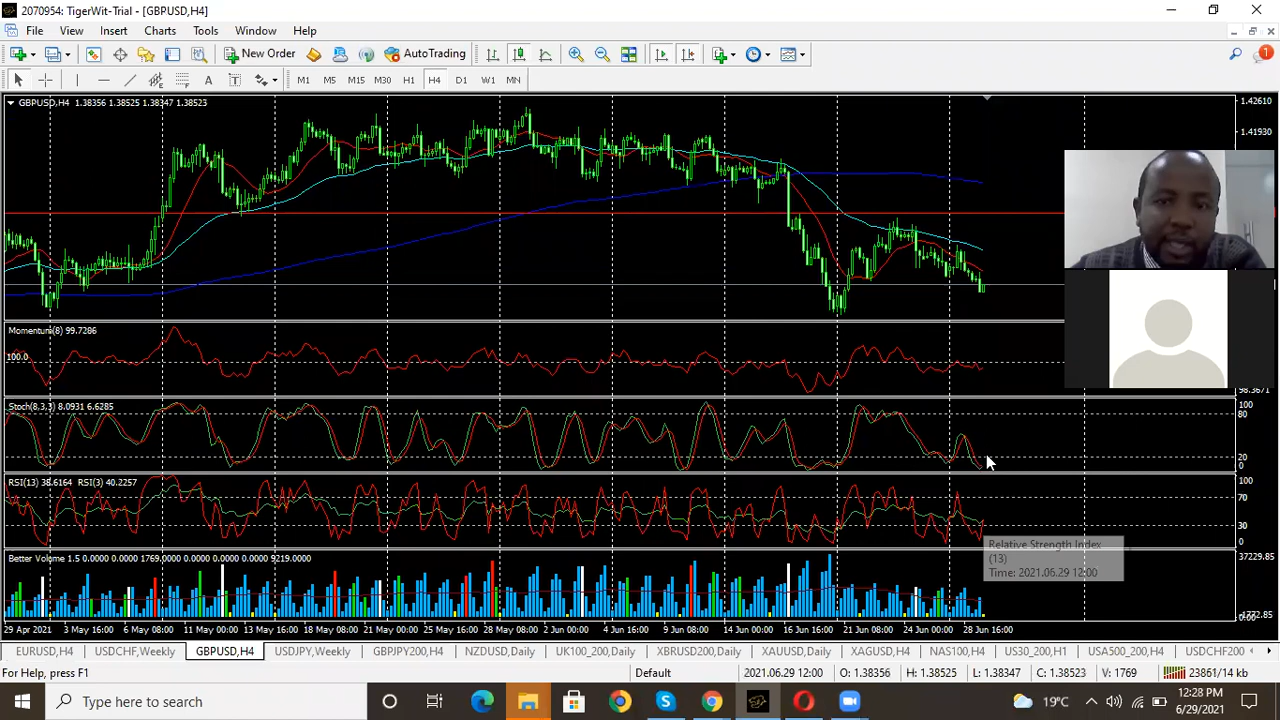 2070954: TigerWit-Trial - [GBPUSD,H4]
File View Insert Charts Tools Window Help
New Order AutoTrading
M1 M5 M15 M30 H1 H4 D1 W1 MN
GBPUSD,H4 1.38356 1.38525 1.38347 1.38523
1.42610
1.41930
Momentum(8) 99.7286
100.0
98.3671
Stoch(8,3,3) 8.0931 6.6285
100
80
20
0
RSI(13) 38.6164 RSI(3) 40.2257
100
70
30
0
Relative Strength Index
(13)
Time: 2021.06.29 12:00
Better Volume 1.5 0.0000 0.0000 1769.0000 0.0000 0.0000 0.0000 9219.0000
37229.85
29 Apr 2021 3 May 16:00 6 May 08:00 11 May 00:00 13 May 16:00 18 May 08:00 21 May 00:00 25 May 16:00 28 May 08:00 2 Jun 00:00 4 Jun 16:00 9 Jun 08:00 14 Jun 00:00 16 Jun 16:00 21 Jun 08:00 24 Jun 00:00 28 Jun 16:00
EURUSD,H4 USDCHF,Weekly GBPUSD,H4 USDJPY,Weekly GBPJPY200,H4 NZDUSD,Daily UK100_200,Daily XBRUSD200,Daily XAUUSD,Daily XAGUSD,H4 NAS100,H4 US30_200,H1 USA500_200,H4 USDCHF200
For Help, press F1 Default 2021.06.29 12:00 O: 1.38356 H: 1.38525 L: 1.38347 C: 1.38523 V: 1769 23861/14 kb
Type here to search 19°C 12:28 PM
6/29/2021